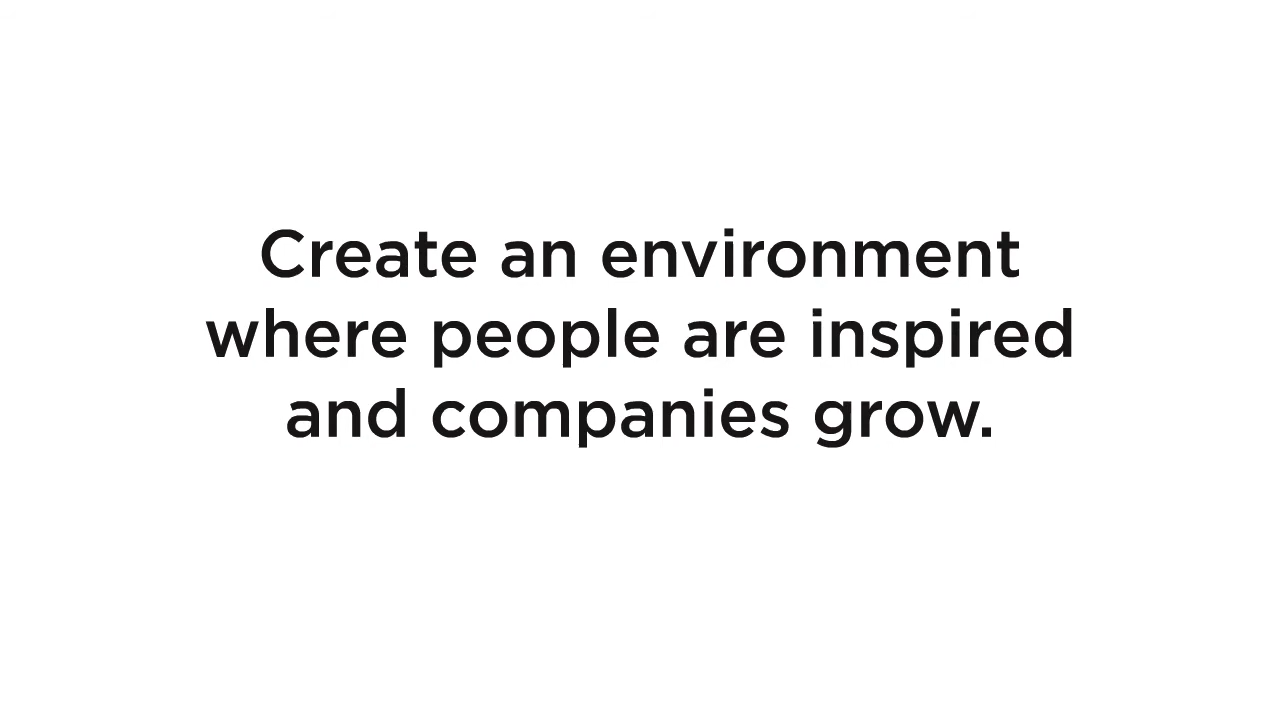 Create an environment
where people are inspired
and companies grow.